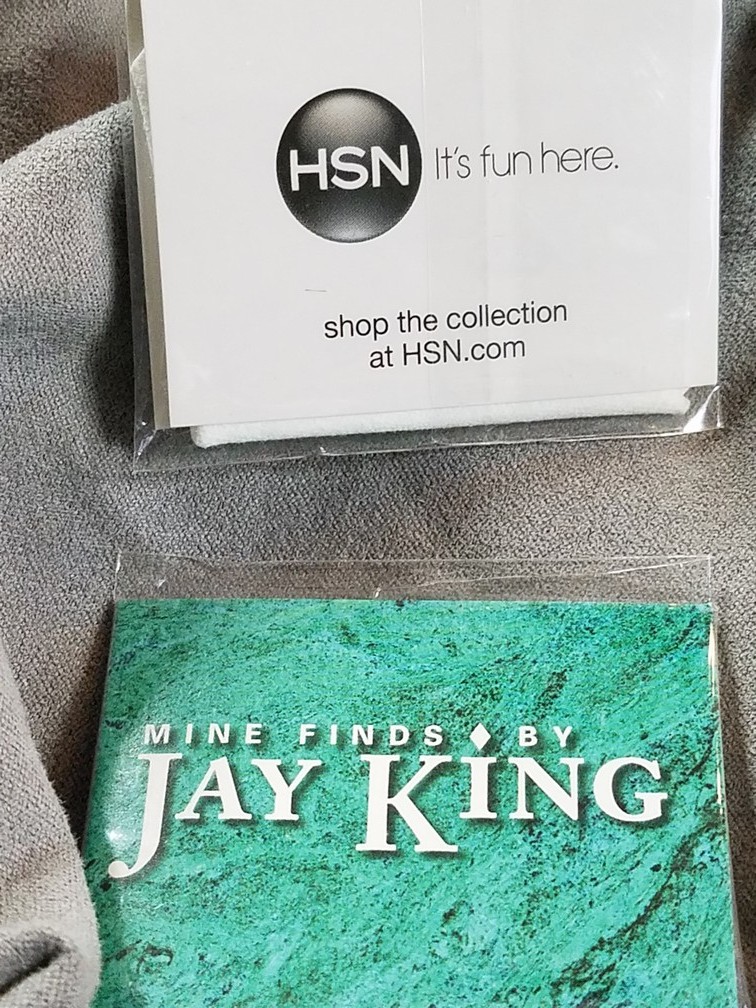 HSN It's fun here.
shop the collection
at HSN.com
MINE FINDS ♦ BY
JAY KING